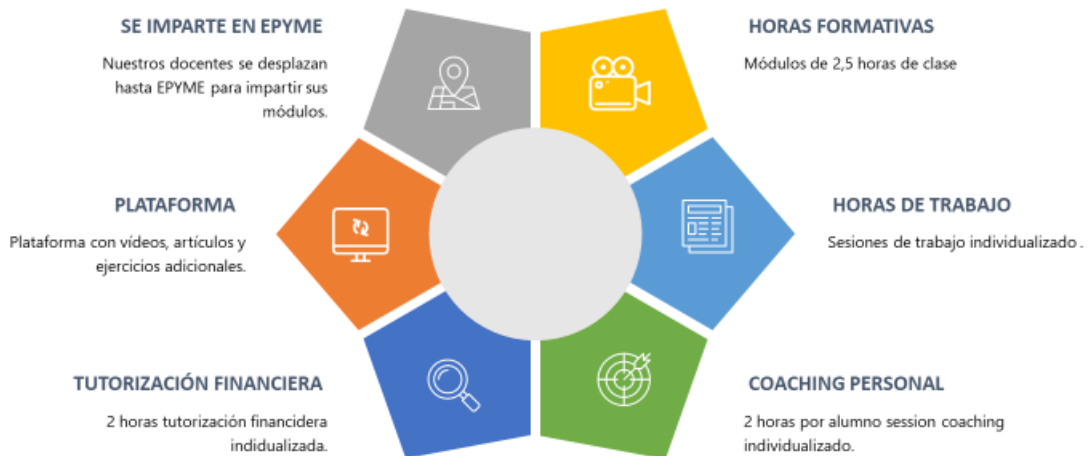 SE IMPARTE EN EPYME
Nuestros docentes se desplazan
hasta EPYME para impartir sus
módulos.
HORAS FORMATIVAS
Módulos de 2,5 horas de clase
PLATAFORMA
Plataforma con vídeos, artículos y
ejercicios adicionales.
HORAS DE TRABAJO
Sesiones de trabajo individualizado .
TUTORIZACIÓN FINANCIERA
2 horas tutorización financidera
indidualizada.
COACHING PERSONAL
2 horas por alumno session coaching
individualizado.